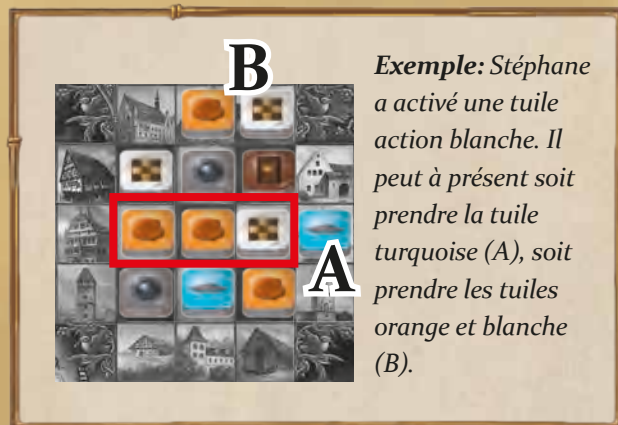 B
A
Exemple: Stéphane
a activé une tuile
action blanche. Il
peut à présent soit
prendre la tuile
turquoise (A), soit
prendre les tuiles
orange et blanche
(B).